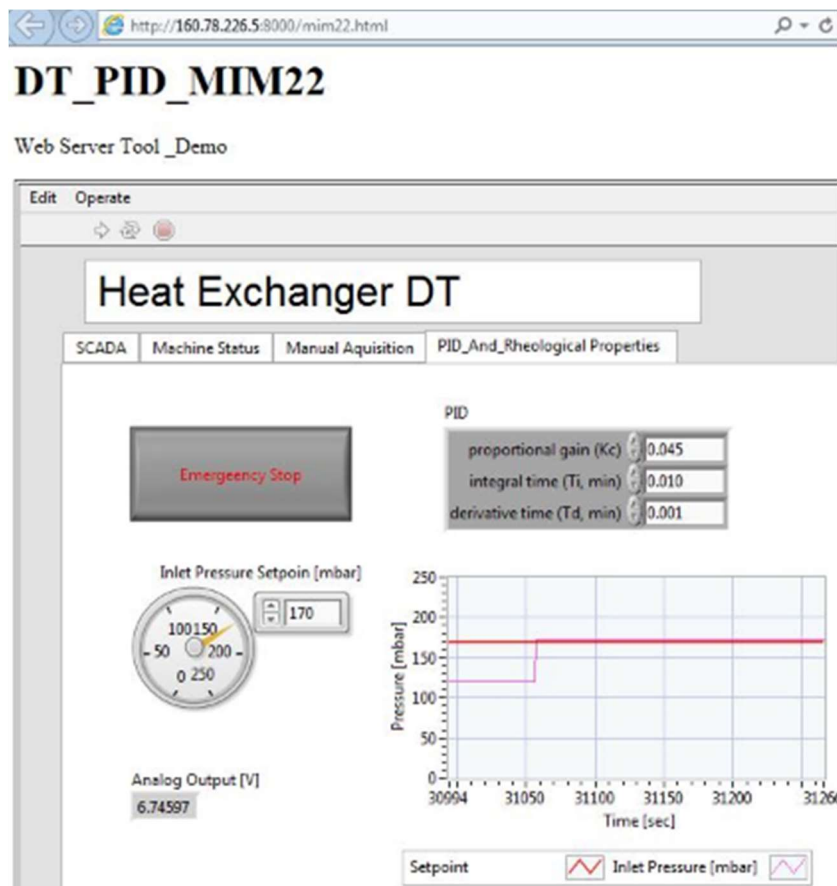 http://160.78.226.5:8000/mim22.html
DT_PID_MIM22
Web Server Tool _Demo
Edit Operate
Heat Exchanger DT
SCADA Machine Status Manual Aquisition PID_And_Rheological Properties
PID
proportional gain (Kc) 0.045
integral time (Ti, min) 0.010
derivative time (Td, min) 0.001
Emergeency Stop
Inlet Pressure Setpoin [mbar]
170
100 150
50 200
0 250
Analog Output [V]
6.74597
Pressure [mbar]
250
200
150
100
50
0
30994 31050 31100 31150 31200 31260
Time [sec]
Setpoint Inlet Pressure [mbar]